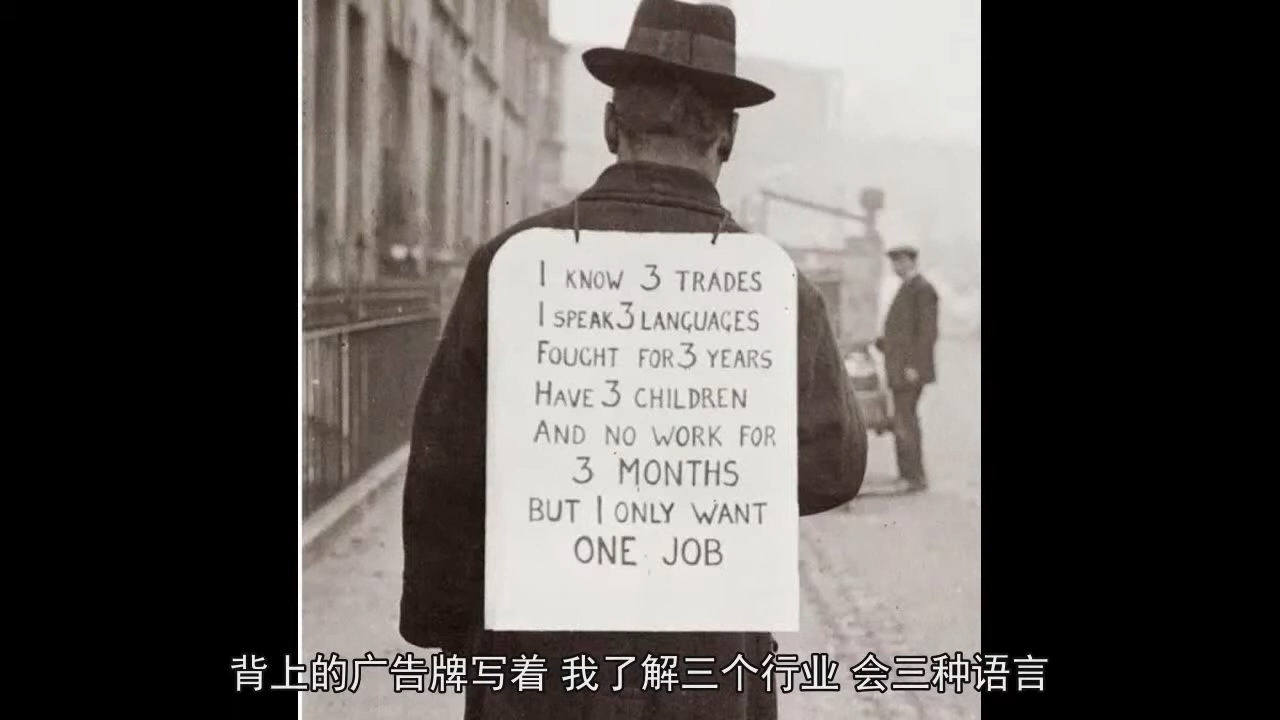 I KNOW 3 TRADES
I SPEAK 3 LANGUAGES
FOUGHT FOR 3 YEARS
HAVE 3 CHILDREN
AND NO WORK FOR
3 MONTHS
BUT I ONLY WANT
ONE JOB
背上的广告牌写着 我了解三个行业 会三种语言